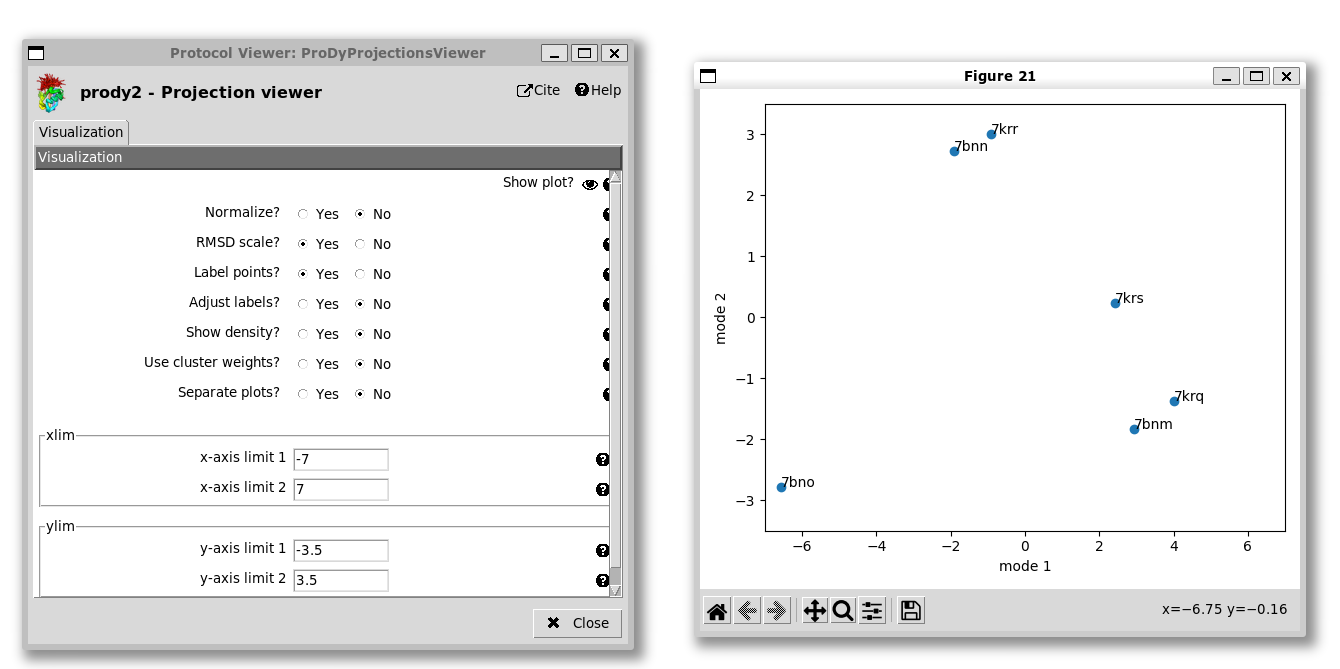 Protocol Viewer: ProDyProjectionsViewer
prody2 - Projection viewer
Cite
Help
Visualization
Visualization
Show plot?
Normalize? Yes No
RMSD scale? Yes No
Label points? Yes No
Adjust labels? Yes No
Show density? Yes No
Use cluster weights? Yes No
Separate plots? Yes No
xlim
x-axis limit 1 -7
x-axis limit 2 7
ylim
y-axis limit 1 -3.5
y-axis limit 2 3.5
Close
Figure 21
7krr
7bnn
7krs
7krq
7bnm
7bno
3
2
1
0
−1
−2
−3
mode 2
−6 −4 −2 0 2 4 6
mode 1
x=−6.75 y=−0.16